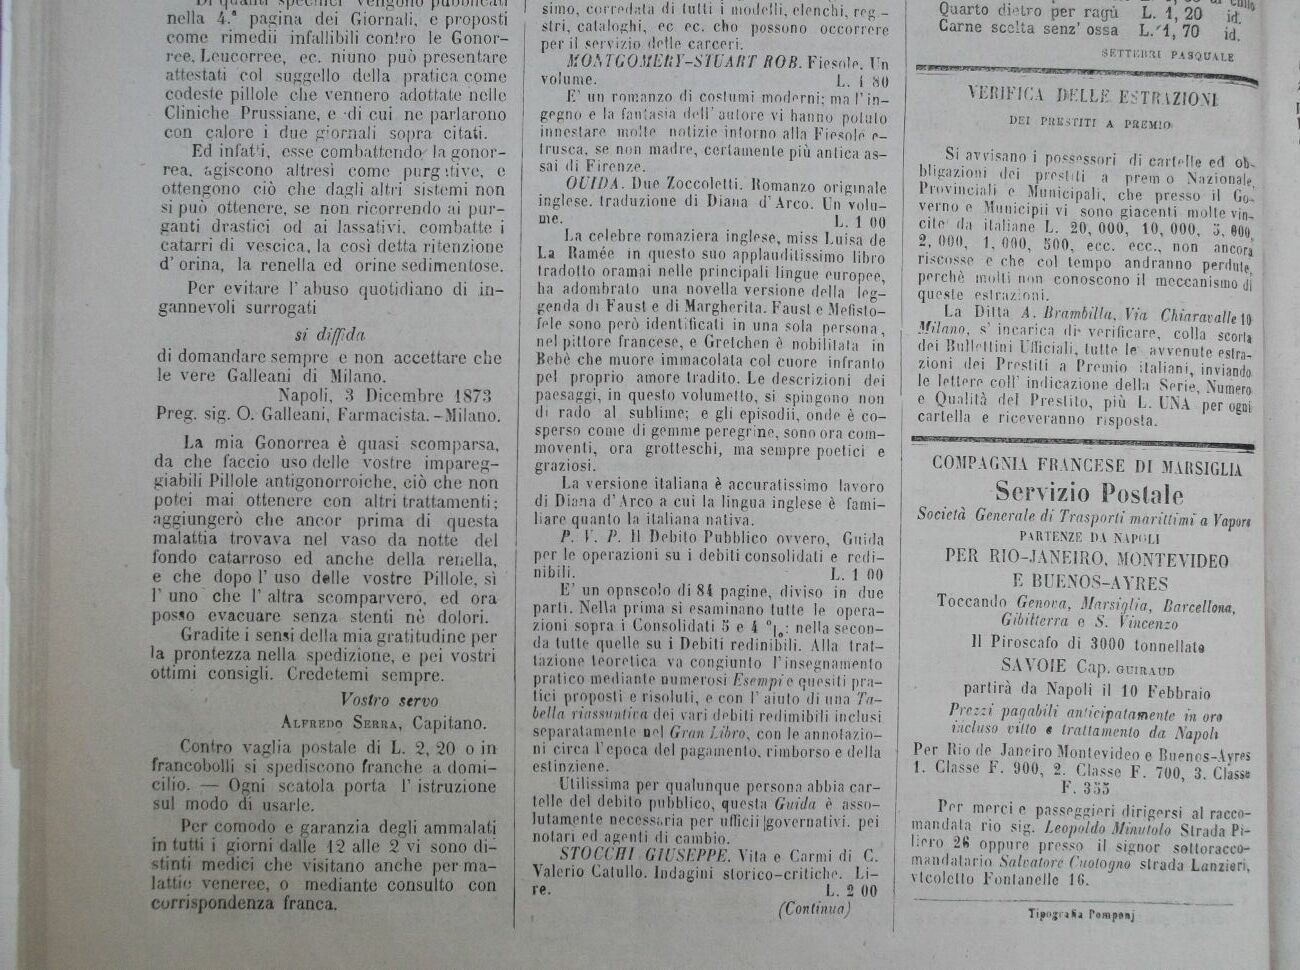 Di quanti specifici vengono pubblicati
nella 4.ª pagina dei Giornali, e proposti
come rimedii infallibili contro le Gonor-
ree, Leucorree, ec. niuno può presentare
attestati col suggello della pratica come
codeste pillole che vennero adottate nelle
Cliniche Prussiane, e di cui ne parlarono
con calore i due giornali sopra citati.
Ed infatti, esse combattendo la gonor-
rea, agiscono altresì come purgative, e
ottengono ciò che dagli altri sistemi non
si può ottenere, se non ricorrendo ai pur-
ganti drastici od ai lassativi, combatte i
catarri di vescica, la così detta ritenzione
d' orina, la renella ed orine sedimentose.
Per evitare l' abuso quotidiano di in-
gannevoli surrogati
si diffida
di domandare sempre e non accettare che
le vere Galleani di Milano.
Napoli, 3 Dicembre 1873
Preg. sig. O. Galleani, Farmacista. - Milano.
La mia Gonorrea è quasi scomparsa,
da che faccio uso delle vostre impareg-
giabili Pillole antigonorroiche, ciò che non
potei mai ottenere con altri trattamenti;
aggiungerò che ancor prima di questa
malattia trovava nel vaso da notte del
fondo catarroso ed anche della renella,
e che dopo l' uso delle vostre Pillole, sì
l' uno che l' altra scomparvero, ed ora
posso evacuare senza stenti nè dolori.
Gradite i sensi della mia gratitudine per
la prontezza nella spedizione, e pei vostri
ottimi consigli. Credetemi sempre.
Vostro servo
ALFREDO SERRA, Capitano.
Contro vaglia postale di L. 2, 20 o in
francobolli si spediscono franche a domi-
cilio. — Ogni scatola porta l' istruzione
sul modo di usarle.
Per comodo e garanzia degli ammalati
in tutti i giorni dalle 12 alle 2 vi sono di-
stinti medici che visitano anche per ma-
lattie veneree, o mediante consulto con
corrispondenza franca.
simo, corredata di tutti i modelli, elenchi, reg-
stri, cataloghi, ec ec. cho possono occorrere
per il servizio delle carceri.
MONTGOMERY-STUART ROB. Fiesole. Un
volume. L. 1 80
E' un romanzo di costumi moderni; ma l'in-
gegno e la fantasia dell'autore vi hanno potuto
innestare molte notizie intorno alla Fiesole e-
trusca, se non madre, certamente più antica as-
sai di Firenze.
OUIDA. Due Zoccoletti. Romanzo originale
inglese, traduzione di Diana d'Arco. Un volu-
me. L. 1 00
La celebre romaziera inglese, miss Luisa de
La Ramée in questo suo applauditissimo libro
tradotto oramai nelle principali lingue europee,
ha adombrato una novella versione della leg-
genda di Faust e di Margherita. Faust e Mefisto-
fele sono però identificati in una sola persona,
nel pittore francese, e Gretchen è nobilitata in
Bebè che muore immacolata col cuore infranto
pel proprio amore tradito. Le descrizioni dei
paesaggi, in questo volumetto, si spingono non
di rado al sublime; e gli episodii, onde è co-
sperso come di gemme peregrine, sono ora com-
moventi, ora grotteschi, ma sempre poetici e
graziosi.
La versione italiana è accuratissimo lavoro
di Diana d'Arco a cui la lingua inglese è fami-
liare quanto la italiana nativa.
P. V. P. Il Debito Pubblico ovvero, Guida
per le operazioni su i debiti consolidati e redi-
nibili. L. 1 00
E' un opnscolo di 84 pagine, diviso in due
parti. Nella prima si esaminano tutte le opera-
zioni sopra i Consolidati 5 e 4 º|₀: nella secon-
da tutte quelle su i Debiti redinibili. Alla trat-
tazione teoretica va congiunto l'insegnamento
pratico mediante numerosi Esempi e quesiti pra-
tici proposti e risoluti, e con l'aiuto di una Ta-
bella riassuntiva dei vari debiti redimibili inclusi
separatamente nel Gran Libro, con le annotazio-
ni circa l'epoca del pagamento, rimborso e della
estinzione.
Utilissima per qualunque persona abbia car-
telle del debito pubblico, questa Guida è asso-
lutamente necessaria per ufficii governativi, pei
notari ed agenti di cambio.
STOCCHI GIUSEPPE. Vita e Carmi di C.
Valerio Catullo. Indagini storico-critiche. Li-
re. L. 2 00
(Continua)
Quarto dietro per ragù L. 1, 20 id.
Carne scelta senz' ossa L. 1, 70 id.
SETTEBRI PASQUALE
VERIFICA DELLE ESTRAZIONI
DEI PRESTITI A PREMIO
Si avvisano i possessori di cartelle ed ob-
bligazioni dei prestiti a premio Nazionale,
Provinciali e Municipali, che presso il Go-
verno e Municipii vi sono giacenti molte vin-
cite da italiane L. 20,000, 10,000, 5,000,
2,000, 1,000, 500, ecc. ecc., non ancora
riscosse e che col tempo andranno perdute,
perchè molti non conoscono il meccanismo di
queste estrazioni.
La Ditta A. Brambilla, Via Chiaravalle 10
Milano, s' incarica di verificare, colla scorta
dei Bullettini Ufficiali, tutte le avvenute estra-
zioni dei Prestiti a Premio italiani, inviando
le lettere coll' indicazione della Serie, Numero
e Qualità del Prestito, più L. UNA per ogni
cartella e riceveranno risposta.
COMPAGNIA FRANCESE DI MARSIGLIA
Servizio Postale
Società Generale di Trasporti marittimi a Vapore
PARTENZE DA NAPOLI
PER RIO-JANEIRO, MONTEVIDEO
E BUENOS-AYRES
Toccando Genova, Marsiglia, Barcellona,
Gibilterra e S. Vincenzo
Il Piroscafo di 3000 tonnellate
SAVOIE Cap. GUIRAUD
partirà da Napoli il 10 Febbraio
Prezzi pagabili anticipatamente in oro
incluso vitto e trattamento da Napoli
Per Rio de Janeiro Montevideo e Buenos-Ayres
1. Classe F. 900, 2. Classe F. 700, 3. Classe
F. 355
Per merci e passeggieri dirigersi al racco-
mandata rio sig. Leopoldo Minutolo Strada Pi-
liero 26 oppure presso il signor sottoracco-
mandatario Salvatore Cuotogno strada Lanzieri,
vicoletto Fontanelle 16.
Tipografia Pomponj